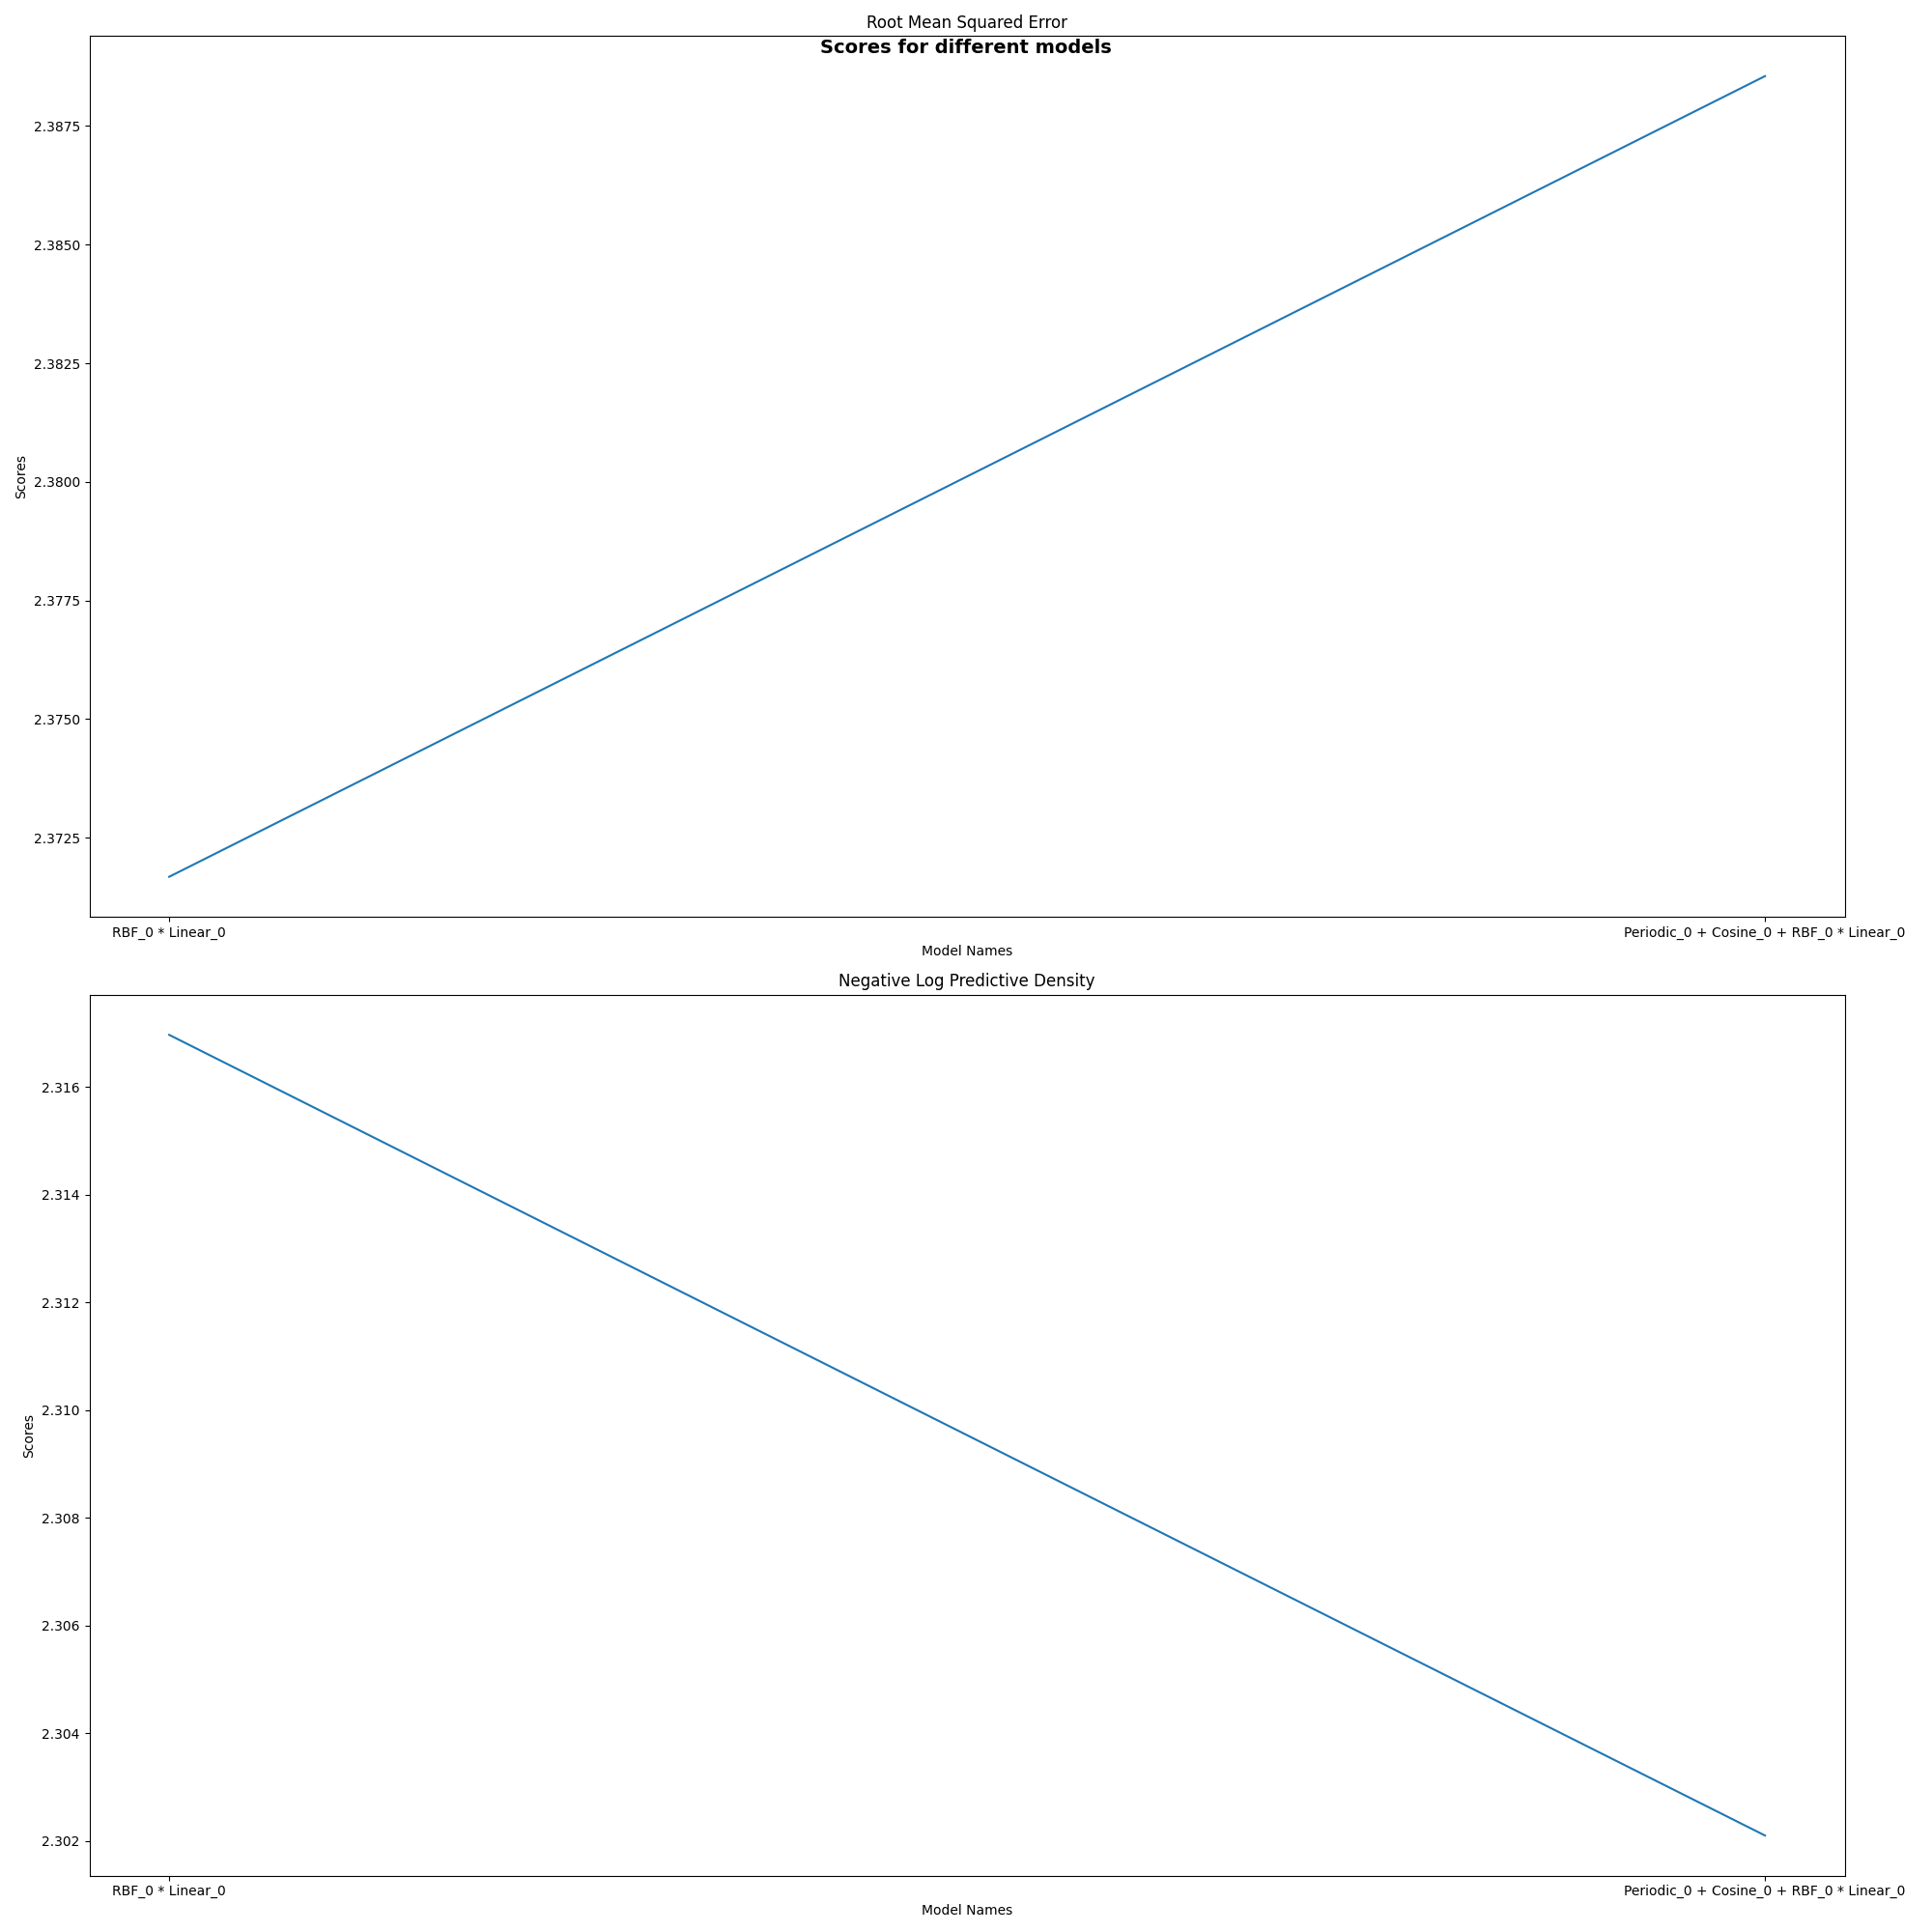 Root Mean Squared Error
Scores for different models
2.3875
2.3850
2.3825
2.3800
2.3775
2.3750
2.3725
Scores
RBF_0 * Linear_0
Periodic_0 + Cosine_0 + RBF_0 * Linear_0
Model Names
Negative Log Predictive Density
2.316
2.314
2.312
2.310
2.308
2.306
2.304
2.302
Scores
RBF_0 * Linear_0
Periodic_0 + Cosine_0 + RBF_0 * Linear_0
Model Names